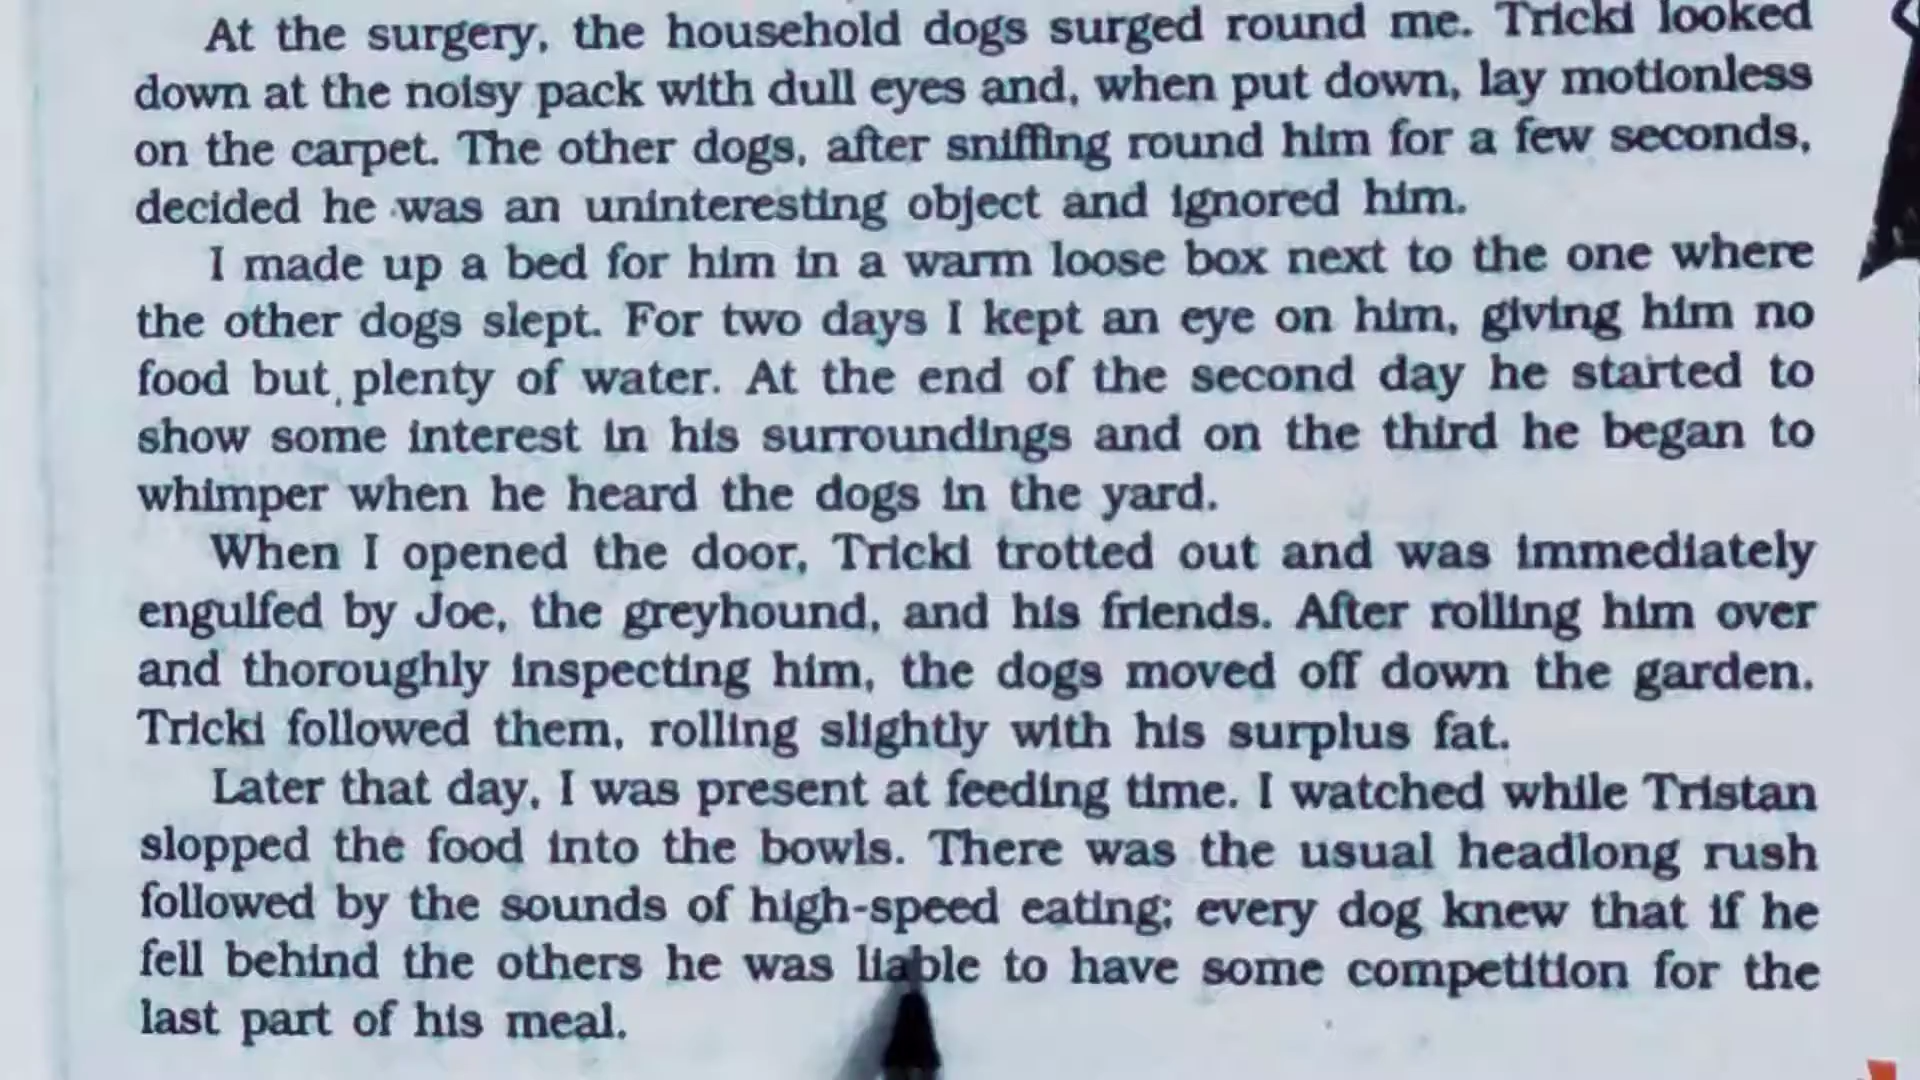 At the surgery, the household dogs surged round me. Tricki looked
down at the noisy pack with dull eyes and, when put down, lay motionless
on the carpet. The other dogs, after sniffing round him for a few seconds,
decided he was an uninteresting object and ignored him.
I made up a bed for him in a warm loose box next to the one where
the other dogs slept. For two days I kept an eye on him, giving him no
food but plenty of water. At the end of the second day he started to
show some interest in his surroundings and on the third he began to
whimper when he heard the dogs in the yard.
When I opened the door, Tricki trotted out and was immediately
engulfed by Joe, the greyhound, and his friends. After rolling him over
and thoroughly inspecting him, the dogs moved off down the garden.
Tricki followed them, rolling slightly with his surplus fat.
Later that day, I was present at feeding time. I watched while Tristan
slopped the food into the bowls. There was the usual headlong rush
followed by the sounds of high-speed eating; every dog knew that if he
fell behind the others he was liable to have some competition for the
last part of his meal.